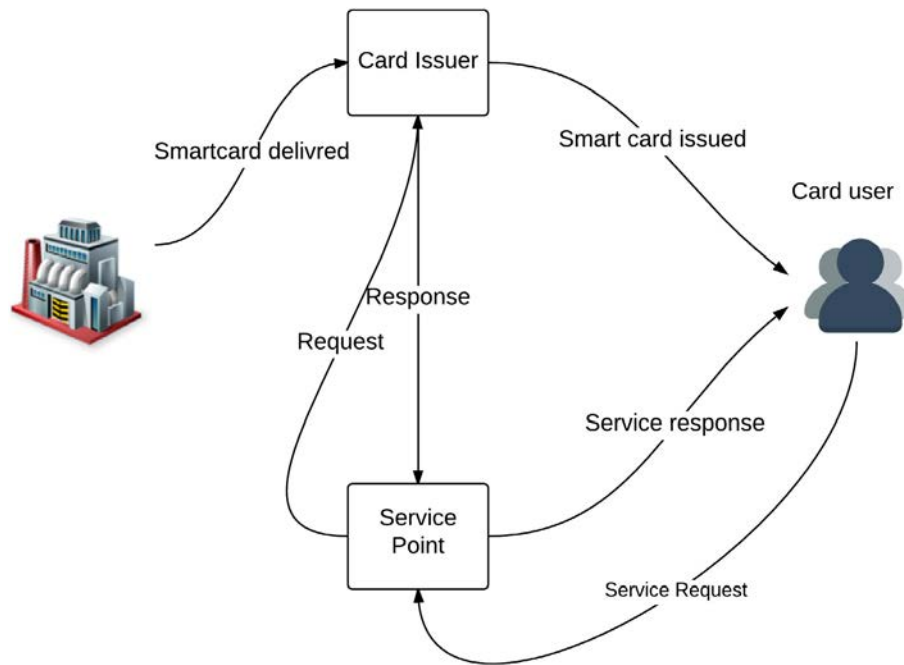 Card Issuer
Smartcard delivred
Smart card issued
Card user
Response
Request
Service response
Service
Point
Service Request